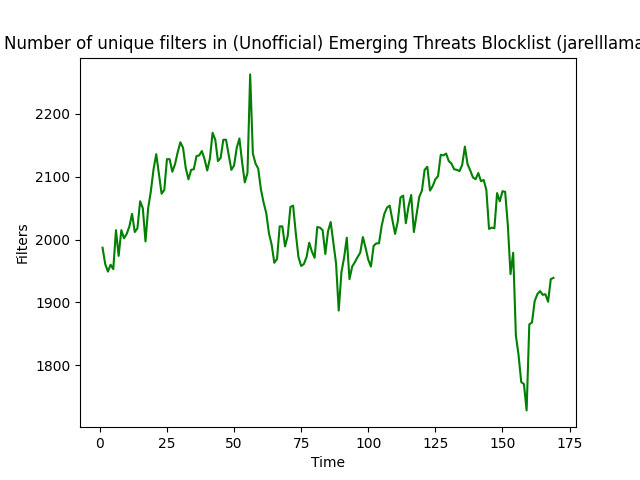 Number of unique filters in (Unofficial) Emerging Threats Blocklist (jarelllama
2200
2100
2000
1900
1800
Filters
0 25 50 75 100 125 150 175
Time